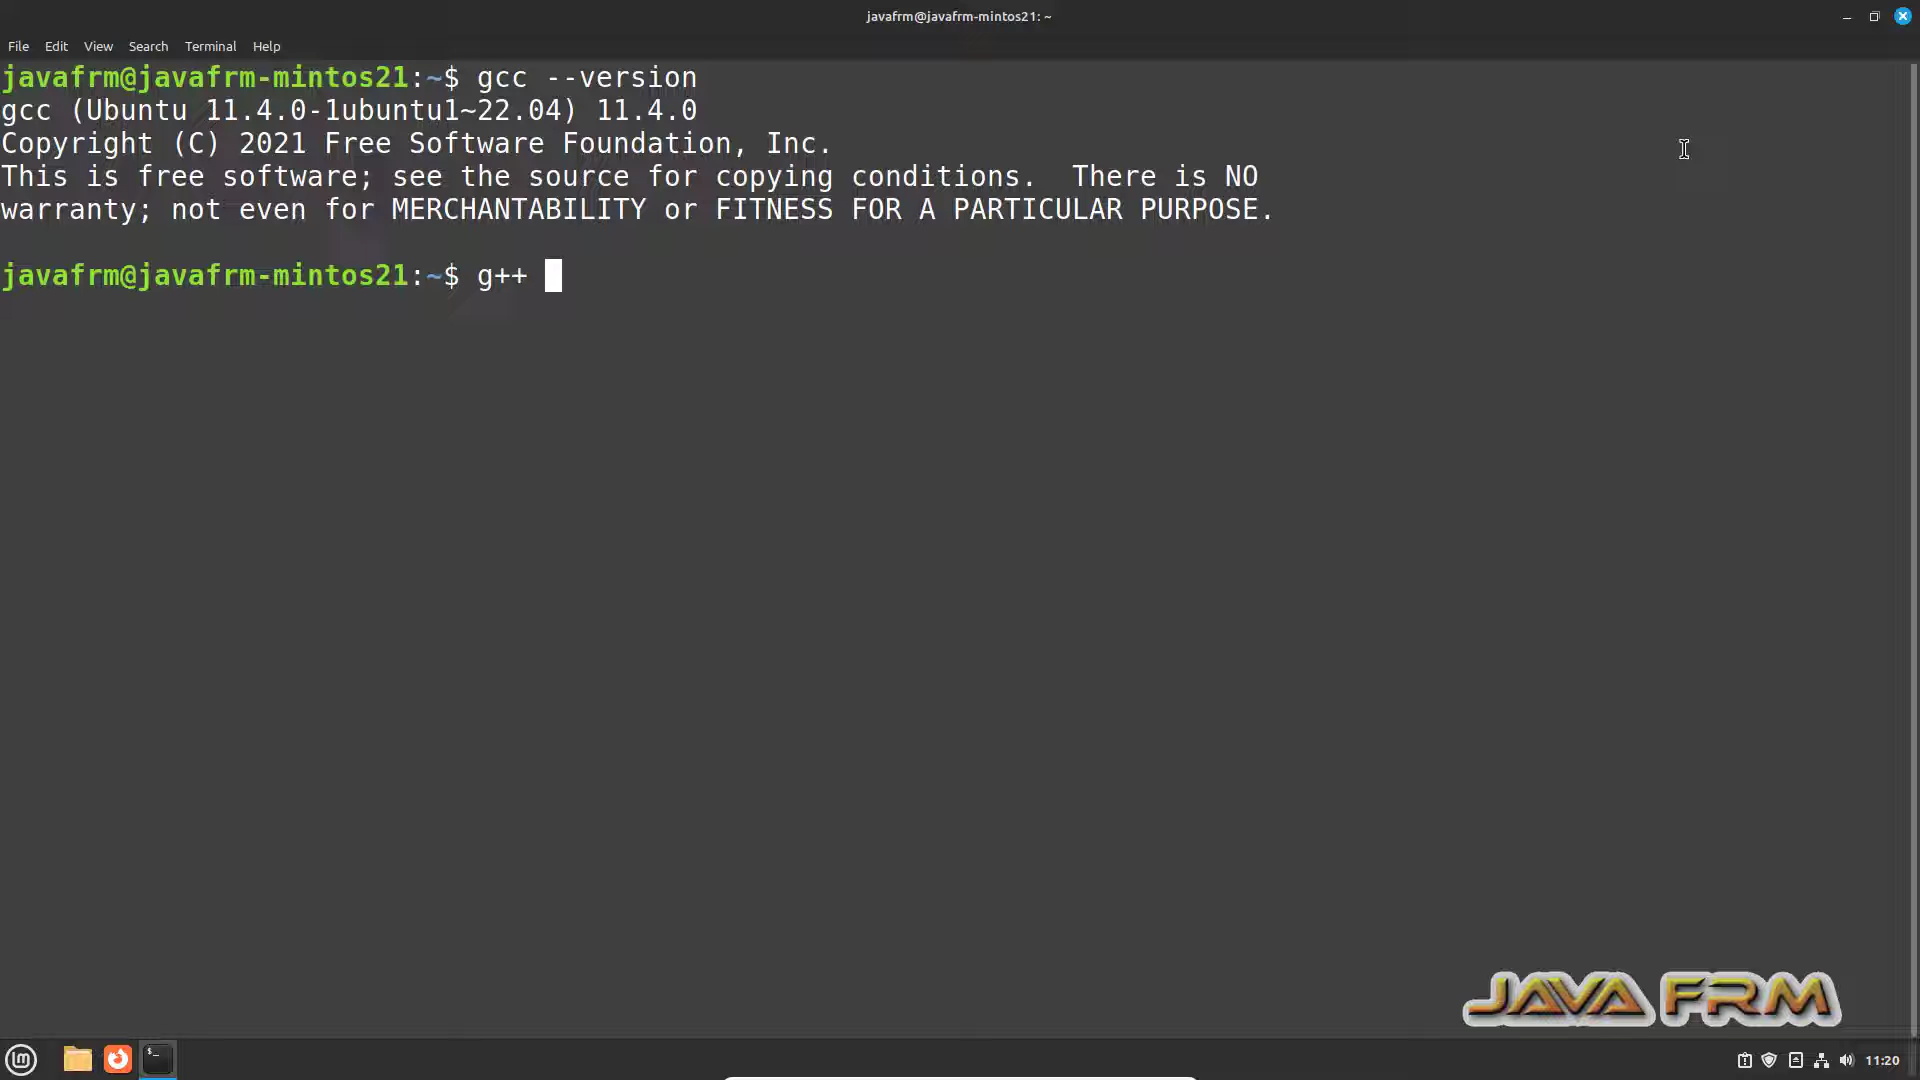 javafrm@javafrm-mintos21: ~
File Edit View Search Terminal Help
javafrm@javafrm-mintos21:~$ gcc --version
gcc (Ubuntu 11.4.0-1ubuntu1~22.04) 11.4.0
Copyright (C) 2021 Free Software Foundation, Inc.
This is free software; see the source for copying conditions.  There is NO
warranty; not even for MERCHANTABILITY or FITNESS FOR A PARTICULAR PURPOSE.
javafrm@javafrm-mintos21:~$ g++
JAVA FRM
11:20